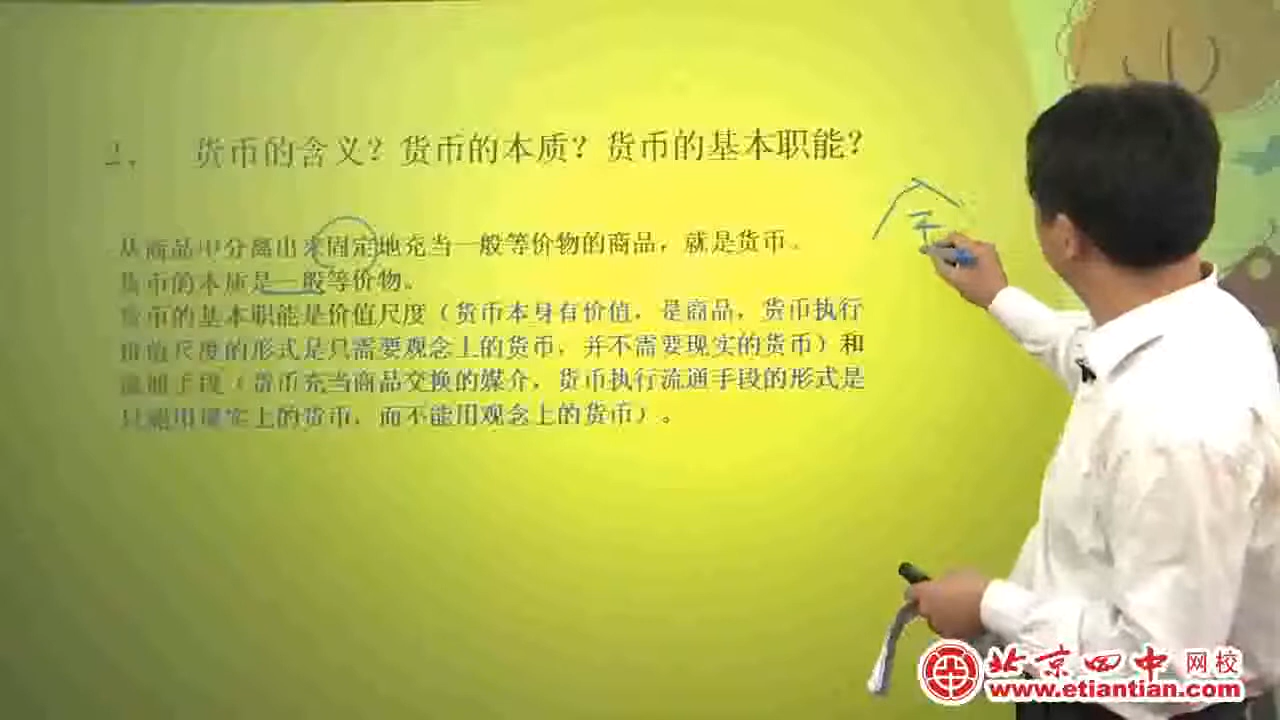 2. 货币的含义？货币的本质？货币的基本职能？
从商品中分离出来固定地充当一般等价物的商品，就是货币。
货币的本质是一般等价物。
货币的基本职能是价值尺度（货币本身有价值，是商品，货币执行
价值尺度的形式是只需要观念上的货币，并不需要现实的货币）和
流通手段（货币充当商品交换的媒介，货币执行流通手段的形式是
只能用现实上的货币，而不能用观念上的货币）。
北京四中网校
www.etiantian.com